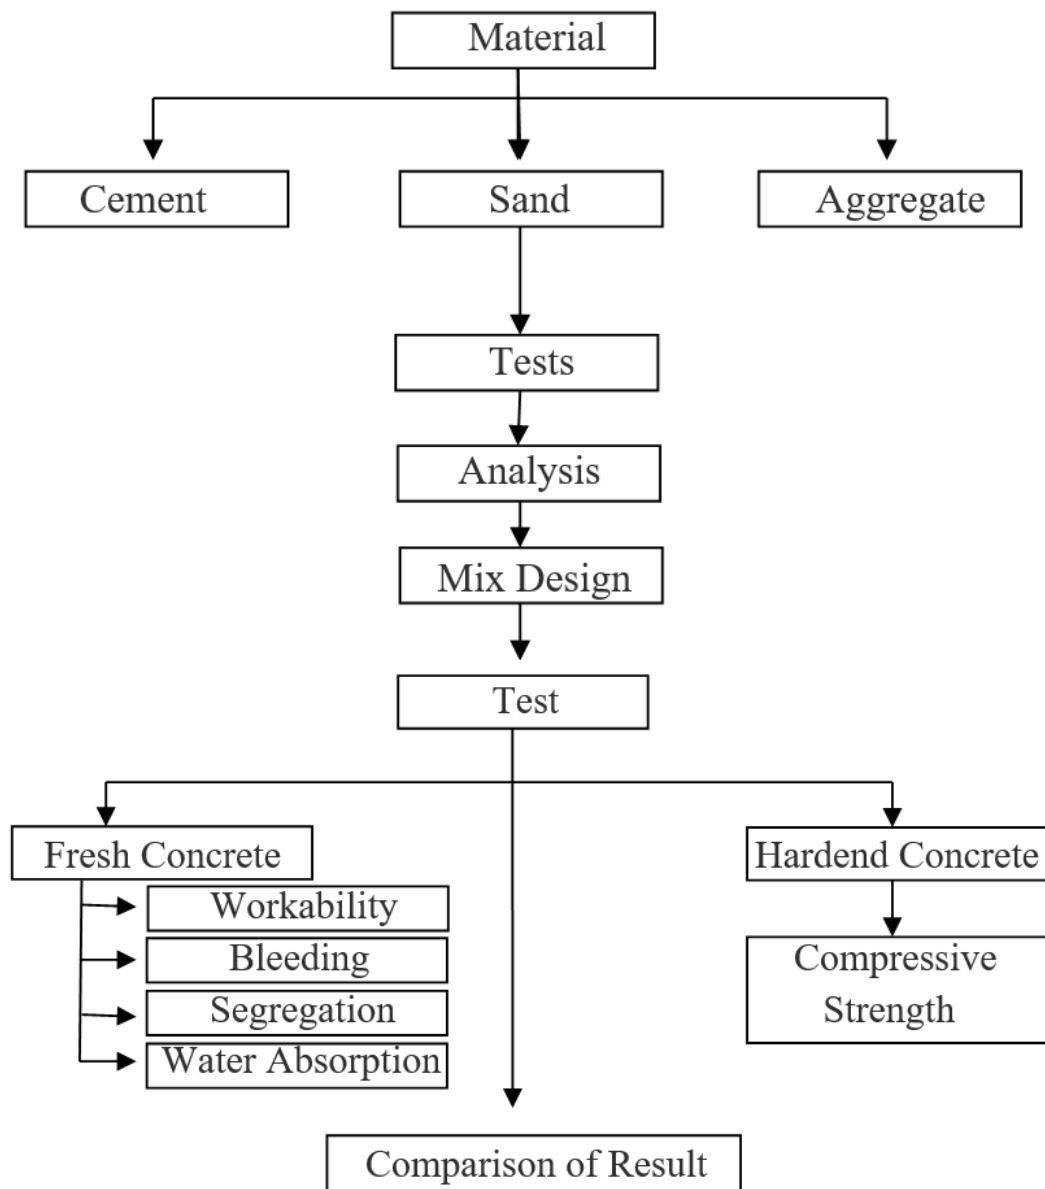 Material
Cement
Sand
Aggregate
Tests
Analysis
Mix Design
Test
Fresh Concrete
Hardend Concrete
Workability
Bleeding
Segregation
Water Absorption
Compressive
Strength
Comparison of Result